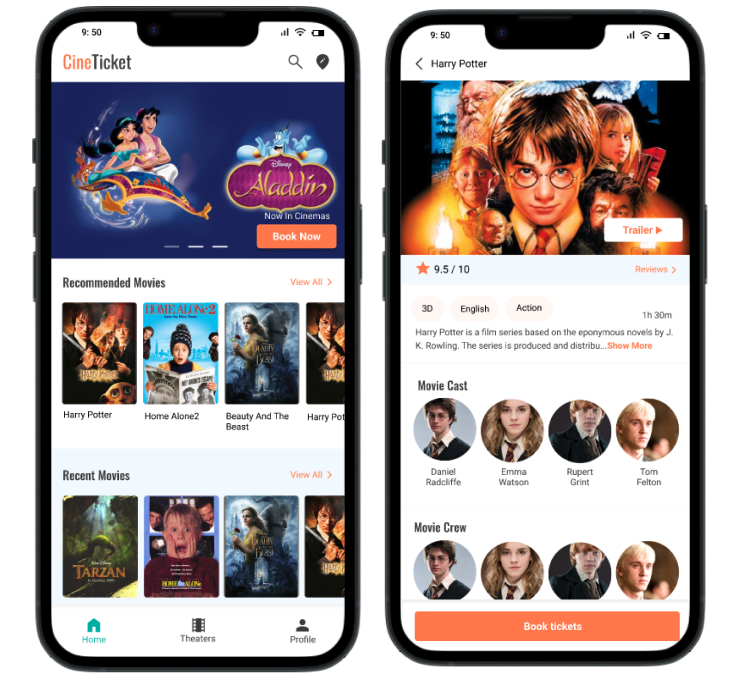 9: 50
CineTicket
Disney
Aladdin
Now In Cinemas
Book Now
Recommended Movies
View All >
HOME ALONE 2
Harry Potter
Home Alone2
Beauty And The
Beast
Harry Pot
Recent Movies
View All >
TARZAN
HOME ALONE
Home
Theaters
Profile
9: 50
< Harry Potter
Trailer
9.5 / 10
Reviews >
3D
English
Action
1h 30m
Harry Potter is a film series based on the eponymous novels by J.
K. Rowling. The series is produced and distribu...Show More
Movie Cast
Daniel
Radcliffe
Emma
Watson
Rupert
Grint
Tom
Felton
Movie Crew
Book tickets